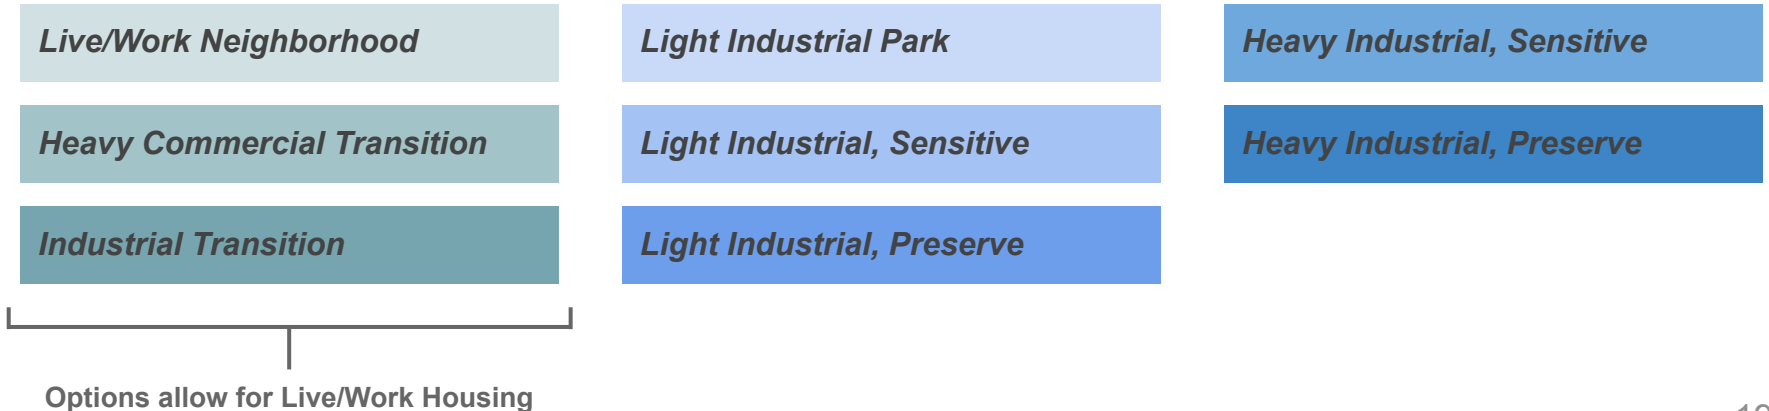 Live/Work Neighborhood
Heavy Commercial Transition
Industrial Transition
Options allow for Live/Work Housing
Light Industrial Park
Light Industrial, Sensitive
Light Industrial, Preserve
Heavy Industrial, Sensitive
Heavy Industrial, Preserve